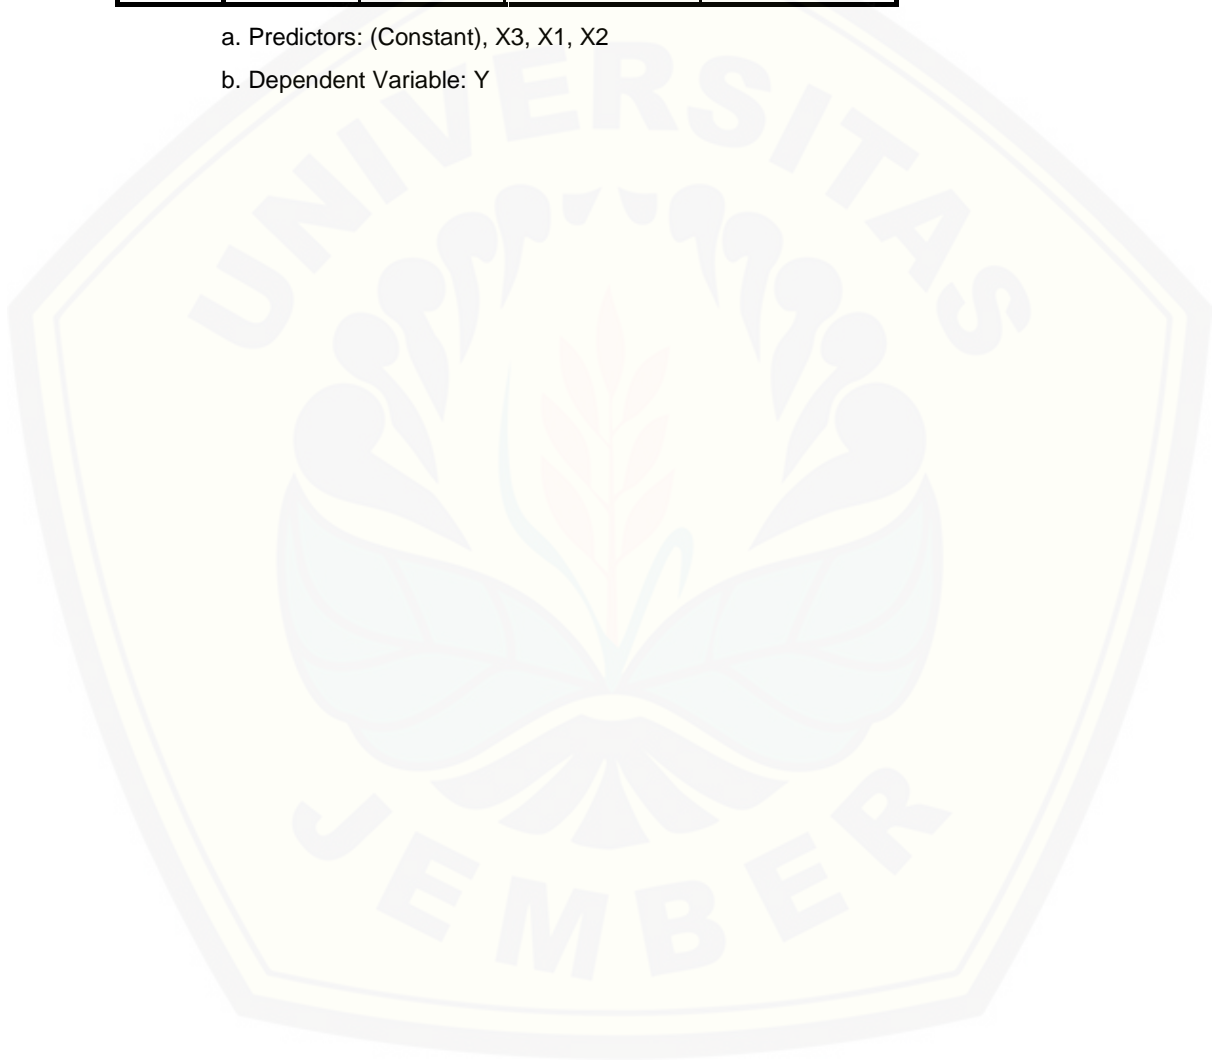 a. Predictors: (Constant), X3, X1, X2
b. Dependent Variable: Y
UNIVERSITAS
JEMBER